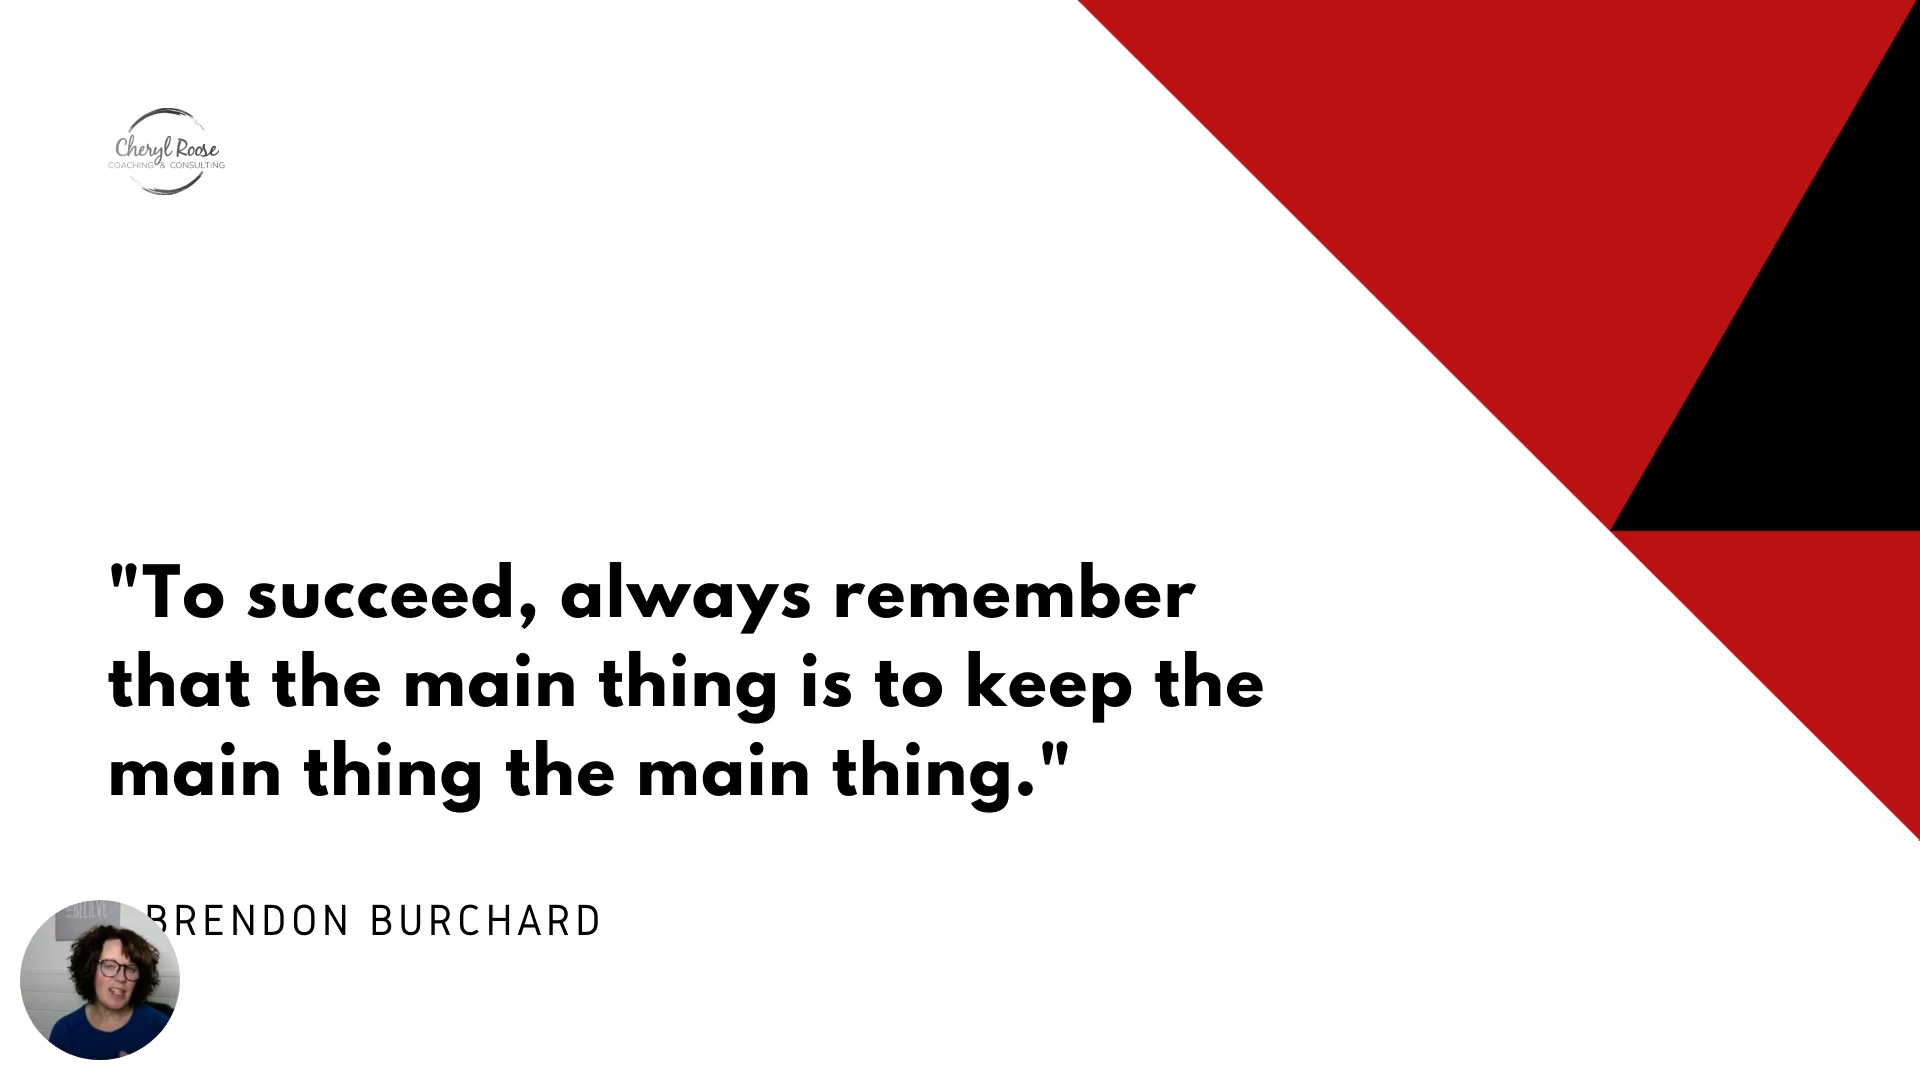 Cheryl Roose
COACHING & CONSULTING
"To succeed, always remember
that the main thing is to keep the
main thing the main thing."
BRENDON BURCHARD
BELIEVE